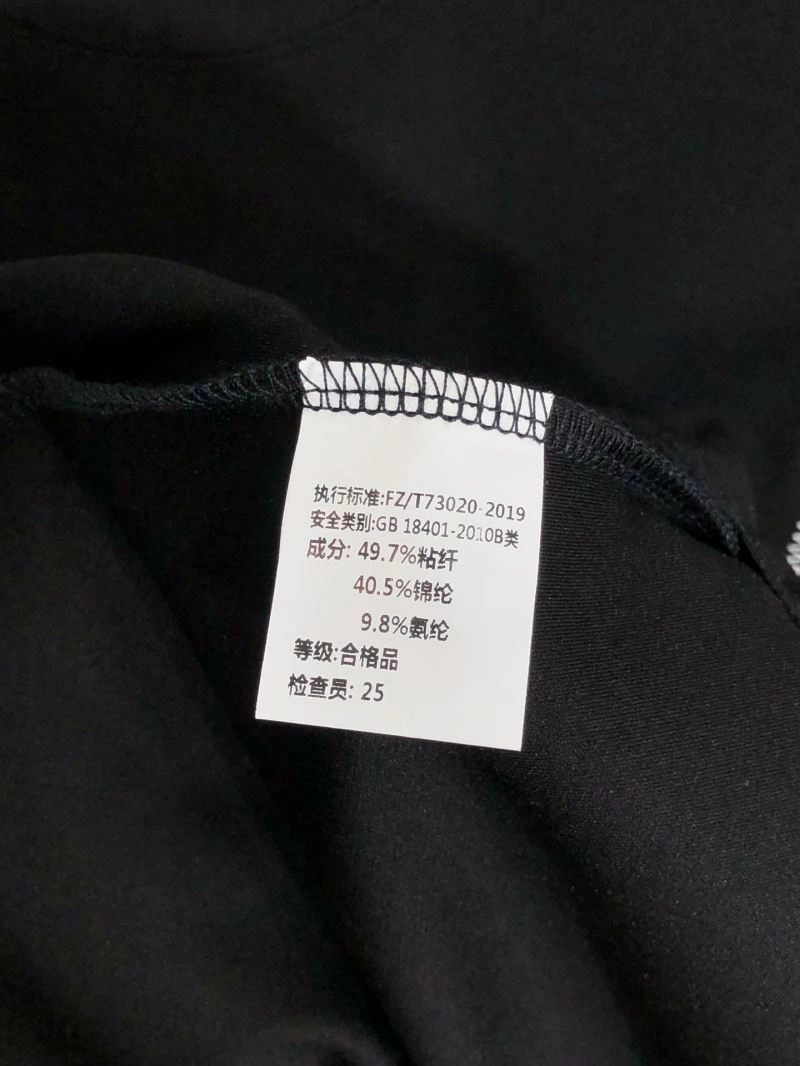 执行标准:FZ/T73020-2019
安全类别:GB 18401-2010B类
成分: 49.7%粘纤
40.5%锦纶
9.8%氨纶
等级:合格品
检查员: 25